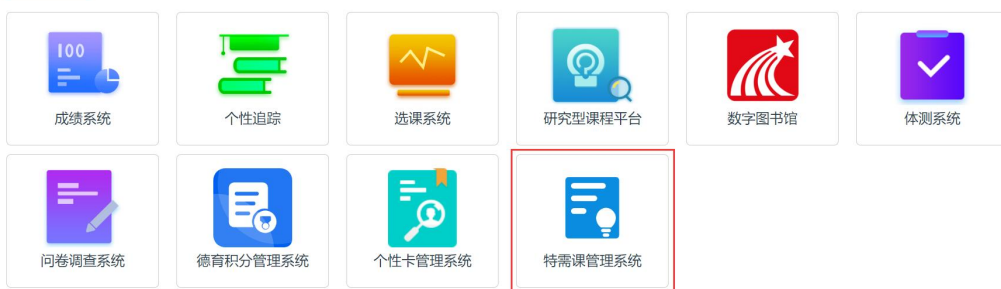 100
成绩系统
个性追踪
选课系统
研究型课程平台
数字图书馆
体测系统
问卷调查系统
德育积分管理系统
个性卡管理系统
特需课管理系统